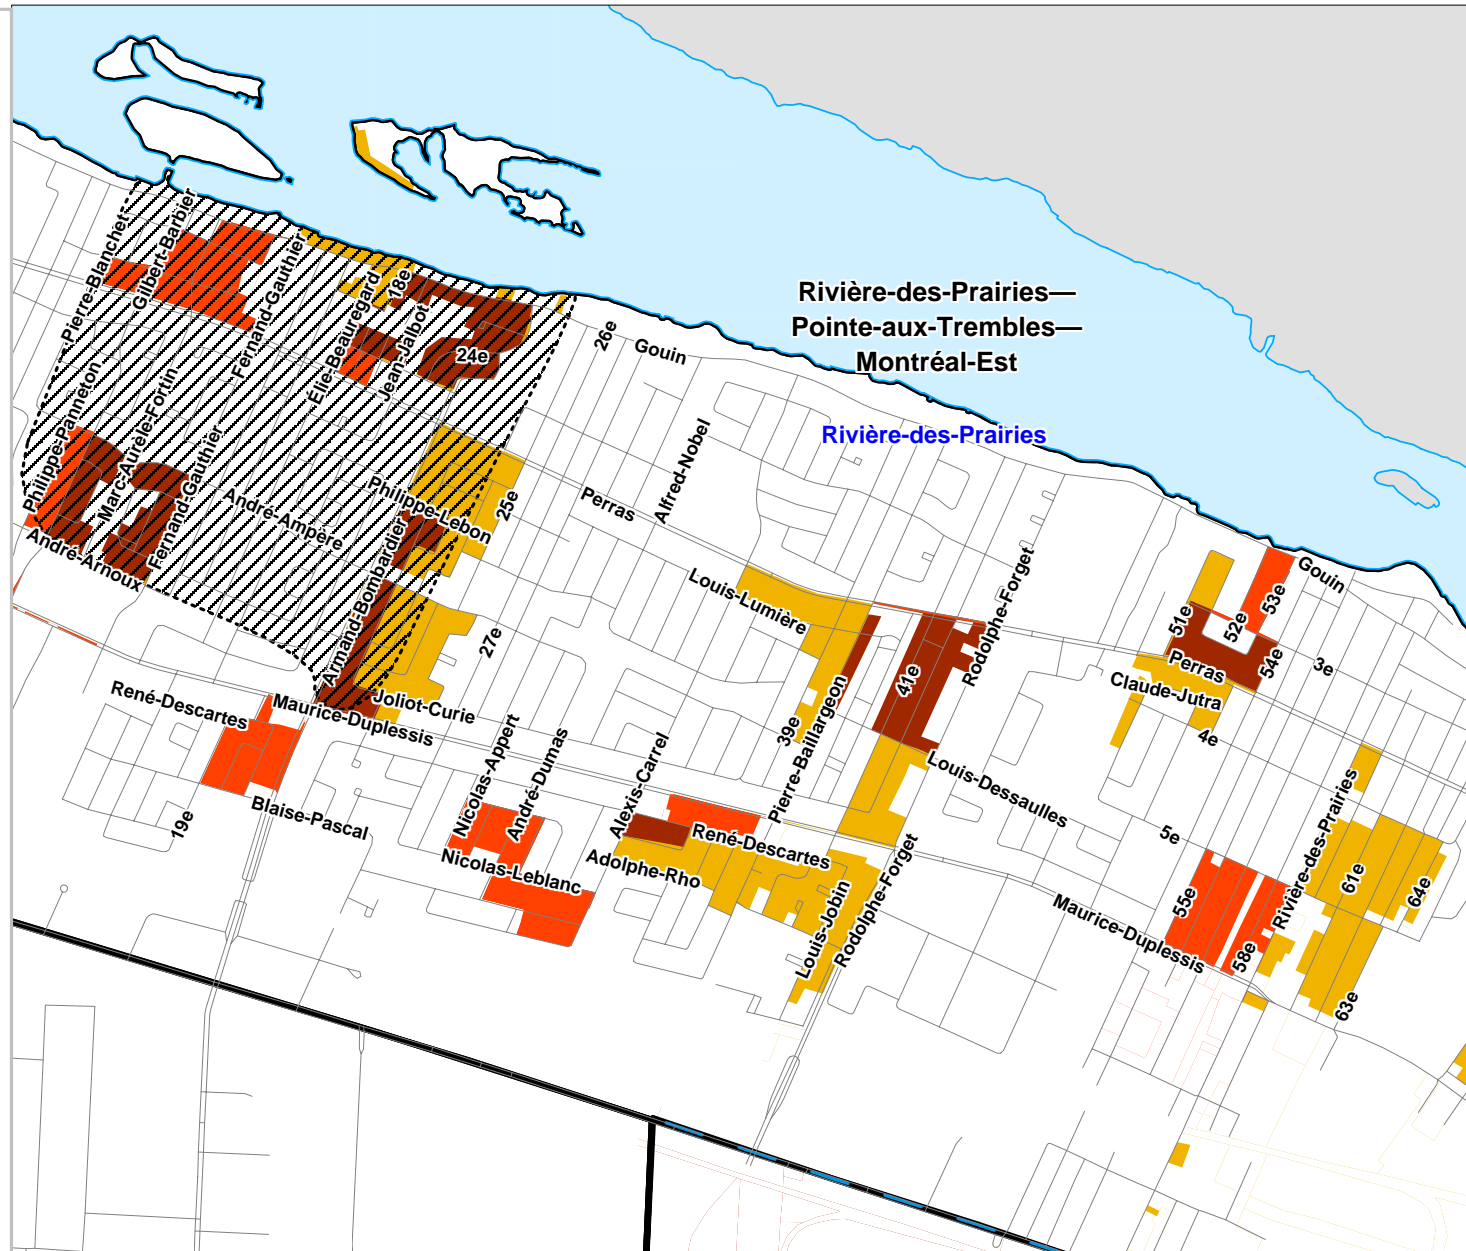 Rivière-des-Prairies—
Pointe-aux-Trembles—
Montréal-Est
Rivière-des-Prairies
Pierre-Blanchet
Gilbert-Barbier
Fernand-Gauthier
Élie-Beauregard
18e
Jean-Jalbot
24e
26e
Gouin
Philippe-Panneton
Marc-Aurèle-Fortin
Fernand-Gauthier
André-Ampère
Philippe-Lebon
25e
Perras
Alfred-Nobel
André-Arnoux
Armand-Bombardier
27e
Louis-Lumière
Rodolphe-Forget
41e
51e
52e
53e
Gouin
54e
3e
Perras
Claude-Jutra
4e
René-Descartes
Maurice-Duplessis
Joliot-Curie
39e
Pierre-Baillargeon
Louis-Dessaulles
19e
Blaise-Pascal
Nicolas-Appert
André-Dumas
Nicolas-Leblanc
Alexis-Carrel
René-Descartes
Adolphe-Rho
Louis-Jobin
Rodolphe-Forget
5e
Rivière-des-Prairies
55e
58e
61e
64e
63e
Maurice-Duplessis